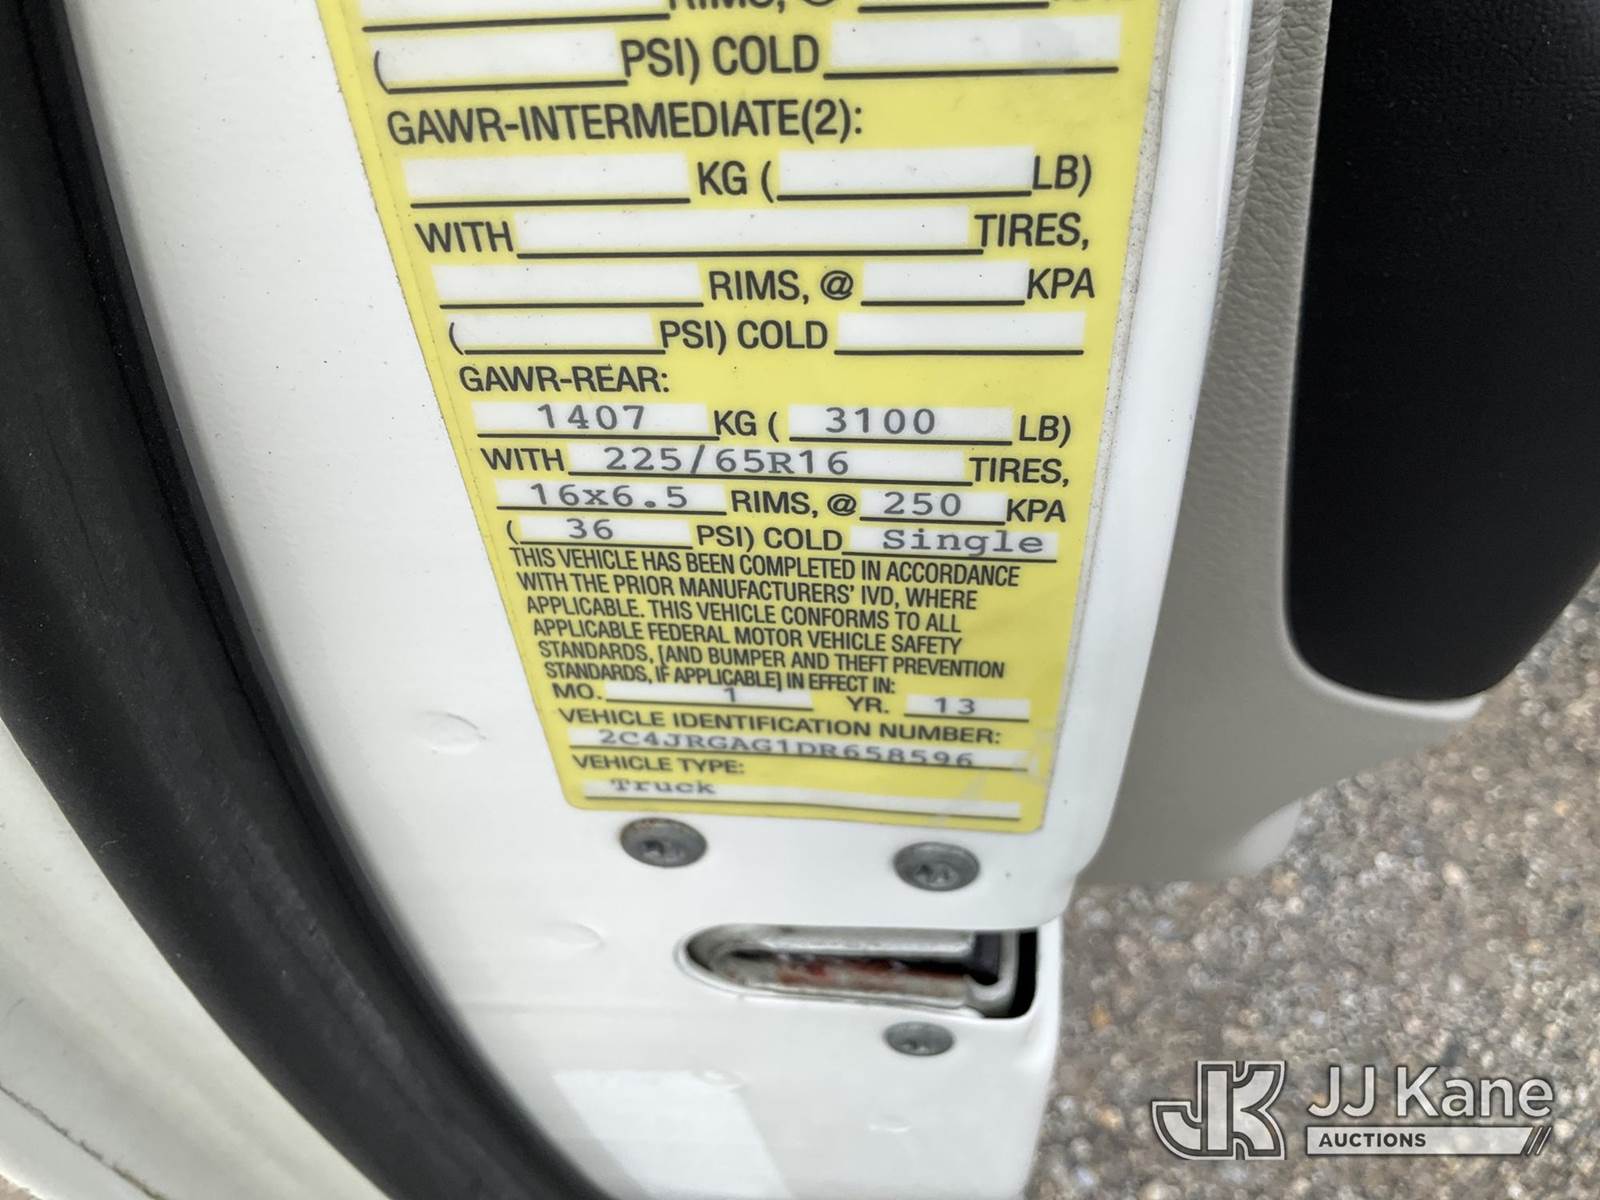 RIMS, @
( PSI) COLD
GAWR-INTERMEDIATE(2):
KG ( LB)
WITH TIRES,
RIMS, @ KPA
( PSI) COLD
GAWR-REAR:
1407 KG ( 3100 LB)
WITH 225/65R16 TIRES,
16x6.5 RIMS, @ 250 KPA
( 36 PSI) COLD Single
THIS VEHICLE HAS BEEN COMPLETED IN ACCORDANCE
WITH THE PRIOR MANUFACTURERS' IVD, WHERE
APPLICABLE. THIS VEHICLE CONFORMS TO ALL
APPLICABLE FEDERAL MOTOR VEHICLE SAFETY
STANDARDS, [AND BUMPER AND THEFT PREVENTION
STANDARDS, IF APPLICABLE] IN EFFECT IN:
MO. 1 YR. 13
VEHICLE IDENTIFICATION NUMBER:
2C4JRGAG1DR658596
VEHICLE TYPE:
Truck
JK JJ Kane
AUCTIONS